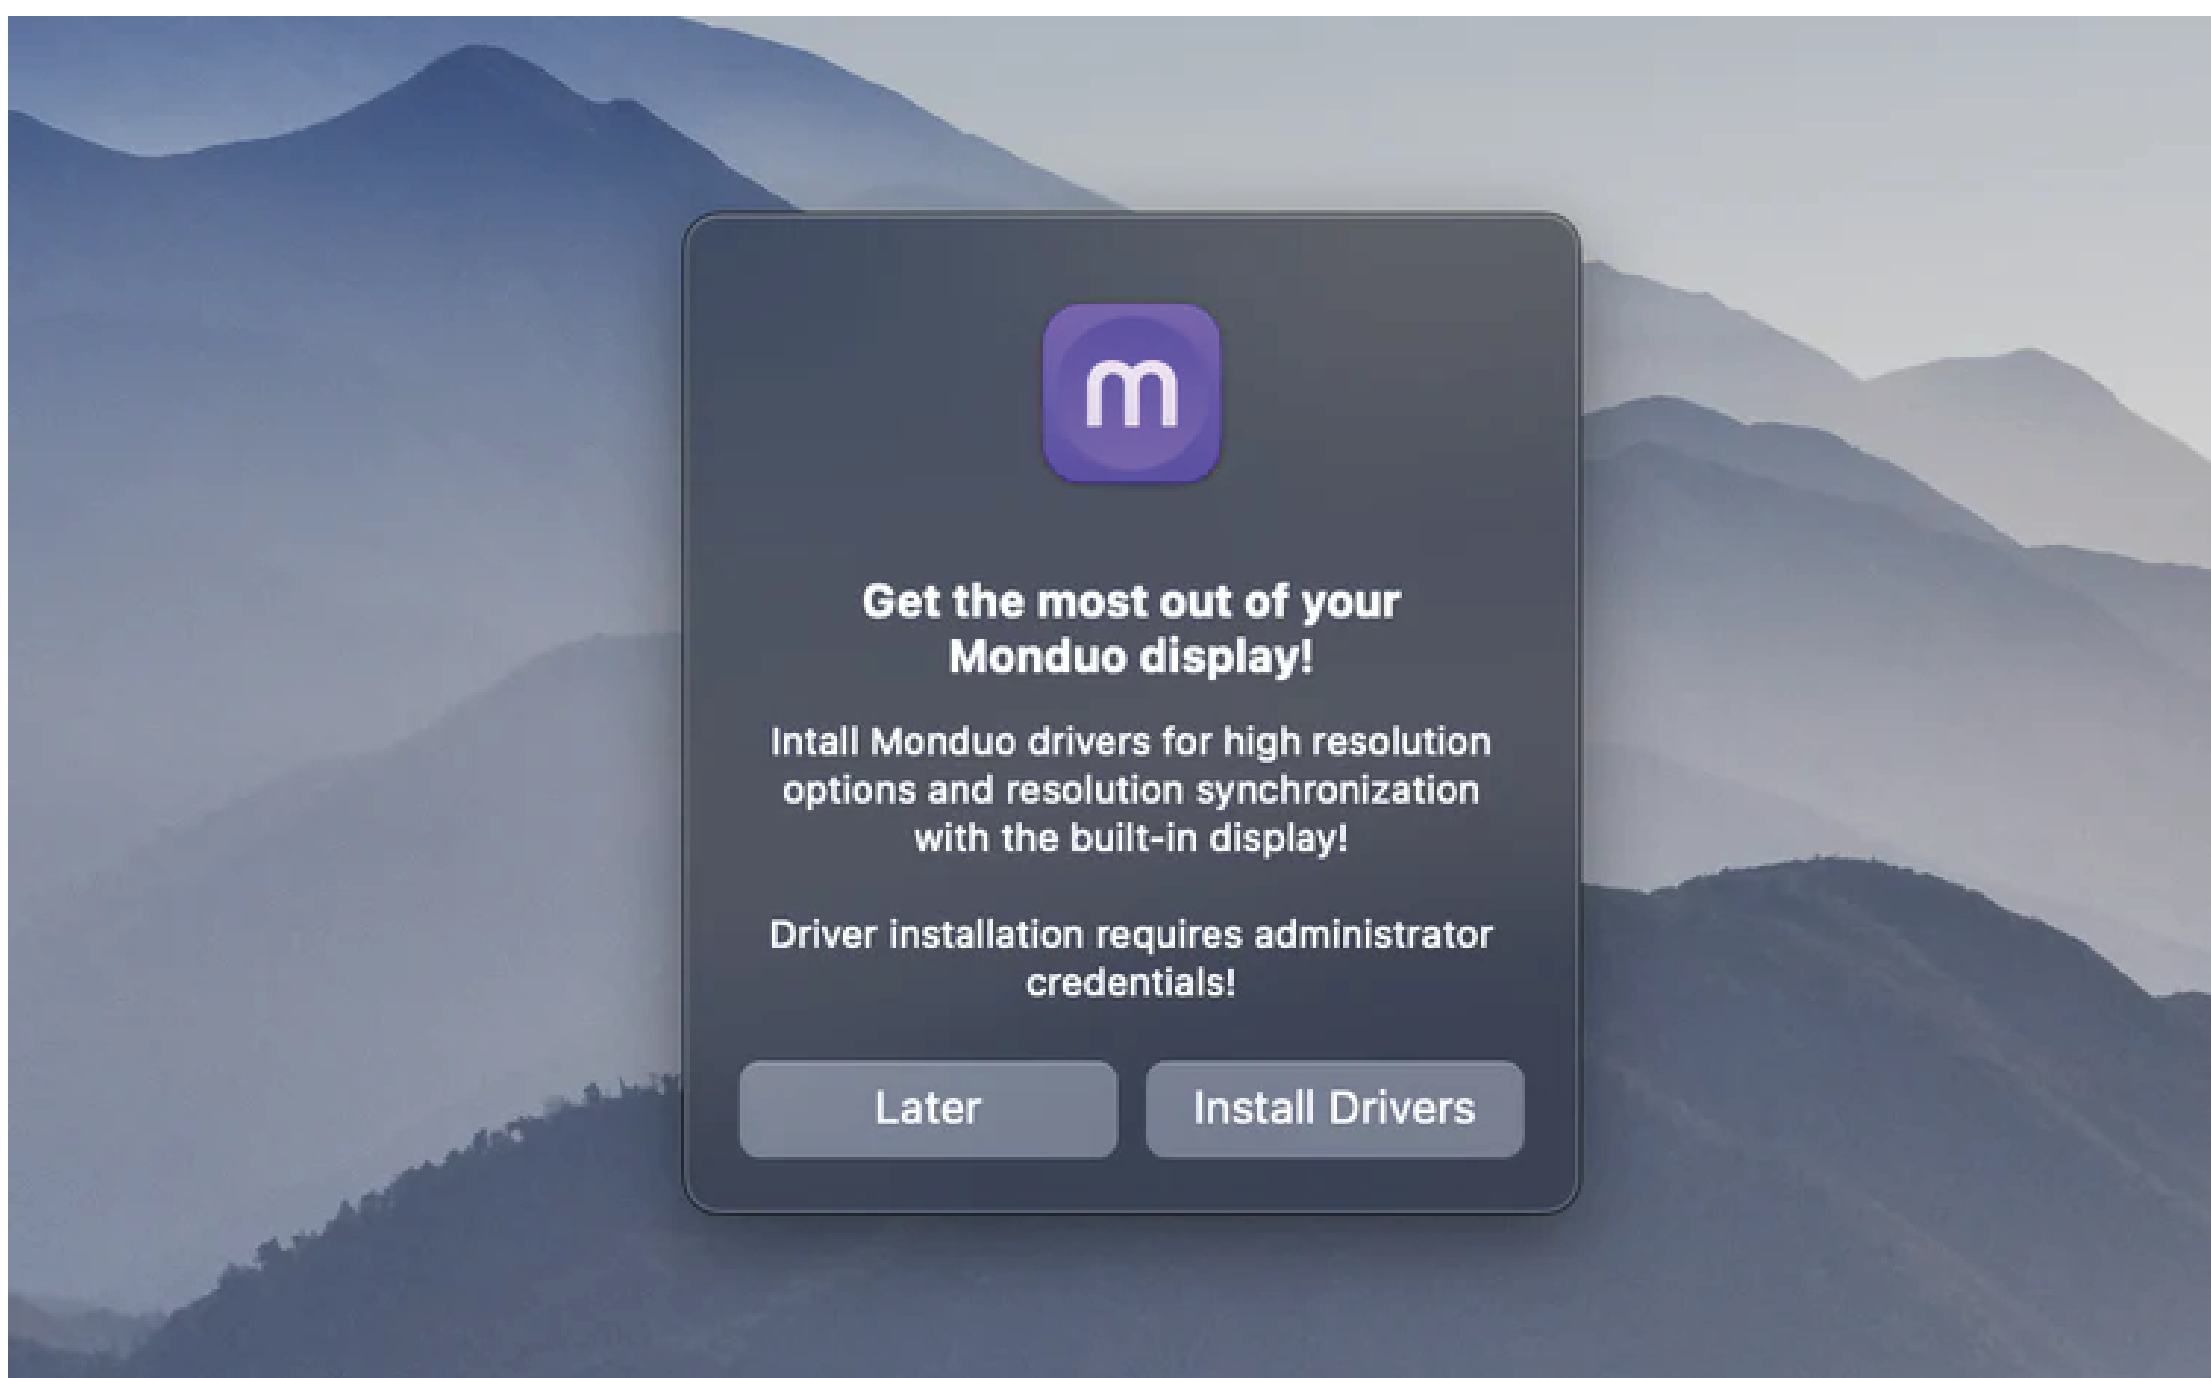 m
Get the most out of your
Monduo display!
Intall Monduo drivers for high resolution
options and resolution synchronization
with the built-in display!
Driver installation requires administrator
credentials!
Later
Install Drivers